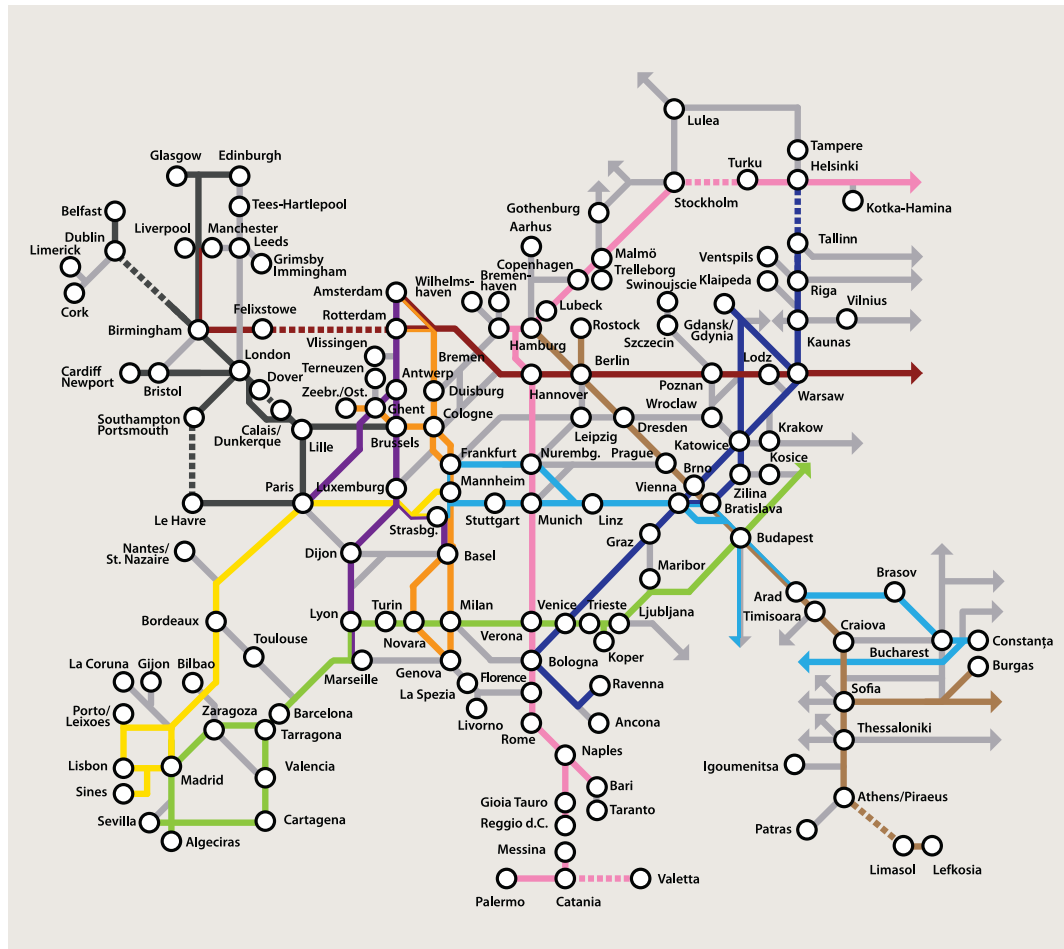 Lulea
Tampere
Glasgow
Edinburgh
Turku
Helsinki
Stockholm
Kotka-Hamina
Belfast
Tees-Hartlepool
Gothenburg
Dublin
Liverpool
Manchester
Aarhus
Limerick
Leeds
Tallinn
Grimsby
Immingham
Malmö
Ventspils
Copenhagen
Trelleborg
Wilhelms-
haven
Bremen-
haven
Swinoujscie
Klaipeda
Riga
Cork
Amsterdam
Felixstowe
Rotterdam
Lubeck
Vilnius
Birmingham
Vlissingen
Hamburg
Rostock
Szczecin
Gdansk/
Gdynia
Kaunas
London
Bremen
Terneuzen
Berlin
Lodz
Cardiff
Newport
Bristol
Dover
Antwerp
Hannover
Poznan
Warsaw
Zeebr./Ost.
Duisburg
Southampton
Portsmouth
Calais/
Dunkerque
Ghent
Cologne
Wroclaw
Lille
Brussels
Leipzig
Dresden
Katowice
Krakow
Frankfurt
Nurembg.
Prague
Kosice
Brno
Paris
Luxemburg
Mannheim
Vienna
Zilina
Le Havre
Strasbg.
Stuttgart
Munich
Linz
Bratislava
Nantes/
St. Nazaire
Dijon
Basel
Graz
Budapest
Maribor
Arad
Brasov
Bordeaux
Lyon
Turin
Milan
Venice
Trieste
Ljubljana
Timisoara
Craiova
Toulouse
Novara
Verona
Koper
Bucharest
Constanța
La Coruna
Gijon
Bilbao
Marseille
Genova
Florence
Bologna
Burgas
La Spezia
Ravenna
Sofia
Porto/
Leixoes
Zaragoza
Barcelona
Livorno
Rome
Ancona
Tarragona
Thessaloniki
Lisbon
Madrid
Valencia
Naples
Igoumenitsa
Sines
Bari
Gioia Tauro
Taranto
Athens/Piraeus
Sevilla
Cartagena
Reggio d.C.
Patras
Algeciras
Messina
Limasol
Lefkosia
Palermo
Catania
Valetta